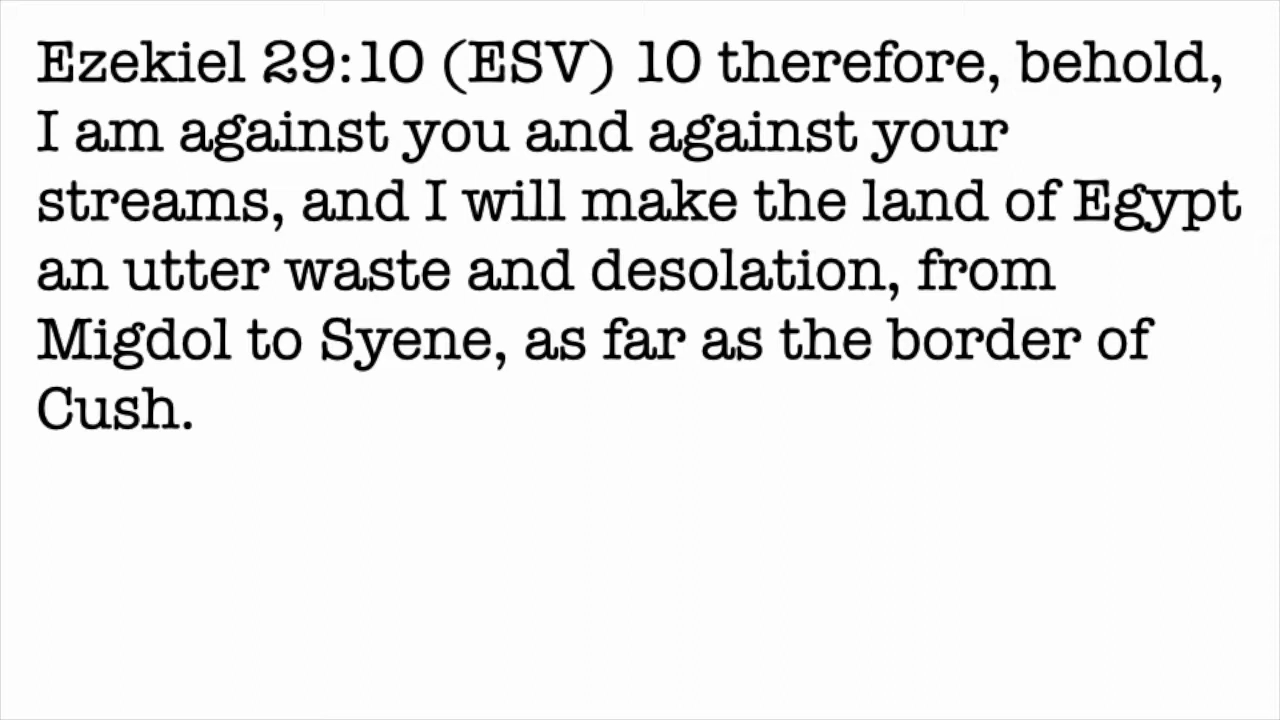 Ezekiel 29:10 (ESV) 10 therefore, behold,
I am against you and against your
streams, and I will make the land of Egypt
an utter waste and desolation, from
Migdol to Syene, as far as the border of
Cush.